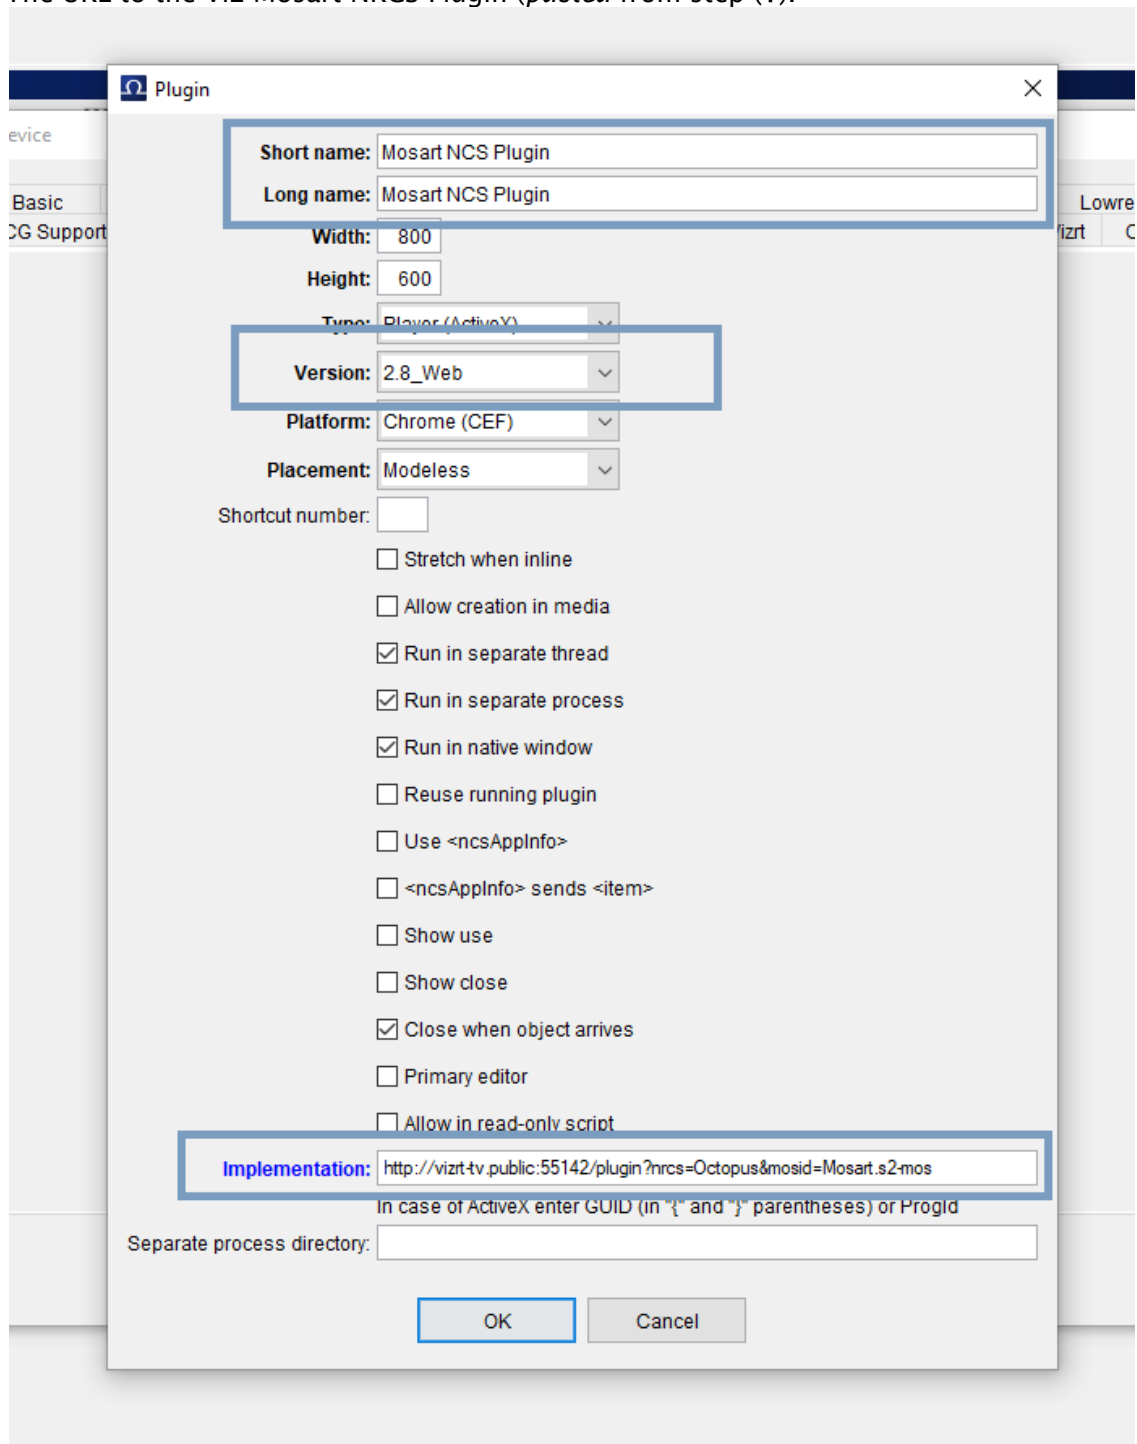 Plugin
evice
Short name: Mosart NCS Plugin
Long name: Mosart NCS Plugin
Basic
Lowre
CG Support
Width: 800
izrt
Height: 600
Type: Player (ActiveX)
Version: 2.8_Web
Platform: Chrome (CEF)
Placement: Modeless
Shortcut number:
Stretch when inline
Allow creation in media
Run in separate thread
Run in separate process
Run in native window
Reuse running plugin
Use <ncsAppInfo>
<ncsAppInfo> sends <item>
Show use
Show close
Close when object arrives
Primary editor
Allow in read-only script
Implementation: http://vizrt-tv.public:55142/plugin?nrcs=Octopus&mosid=Mosart.s2-mos
In case of ActiveX enter GUID (in "{" and "}" parentheses) or ProgId
Separate process directory:
OK Cancel